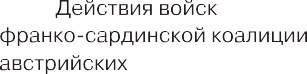 Действия войск
франко-сардинской коалиции
австрийских